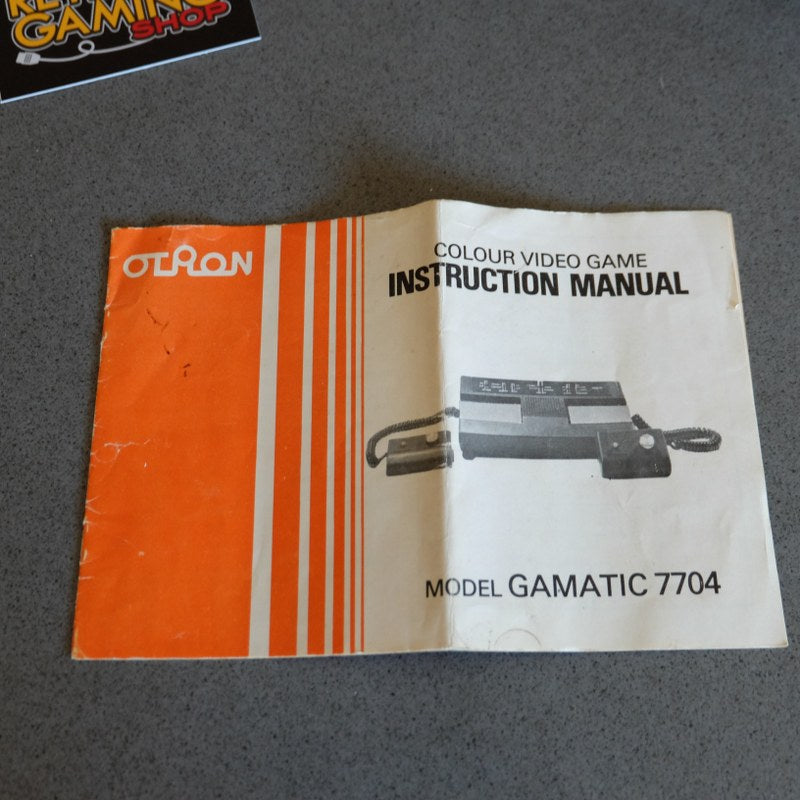 GAMING
SHOP
OTRON
COLOUR VIDEO GAME
INSTRUCTION MANUAL
MODEL GAMATIC 7704